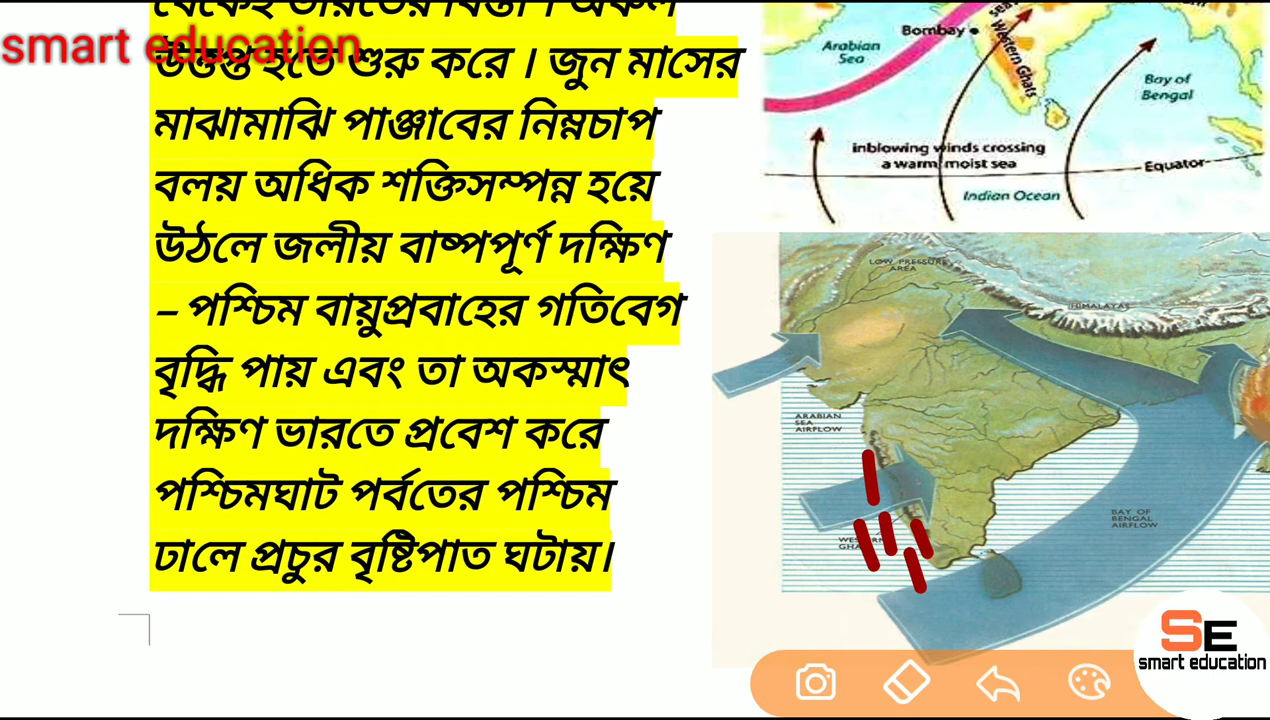 থেকেই ভারতের বিস্তীর্ণ অঞ্চল
smart education
উত্তপ্ত হতে শুরু করে । জুন মাসের
মাঝামাঝি পাঞ্জাবের নিম্নচাপ
বলয় অধিক শক্তিসম্পন্ন হয়ে
উঠলে জলীয় বাষ্পপূর্ণ দক্ষিণ
– পশ্চিম বায়ুপ্রবাহের গতিবেগ
বৃদ্ধি পায় এবং তা অকস্মাৎ
দক্ষিণ ভারতে প্রবেশ করে
পশ্চিমঘাট পর্বতের পশ্চিম
ঢালে প্রচুর বৃষ্টিপাত ঘটায়।
Bombay
Western Ghats
Arabian
Sea
Bay of
Bengal
inblowing winds crossing
a warm moist sea
Equator
Indian Ocean
LOW PRESSURE
AREA
HIMALAYAS
ARABIAN
SEA
AIRFLOW
BAY OF
BENGAL
AIRFLOW
SE
smart education